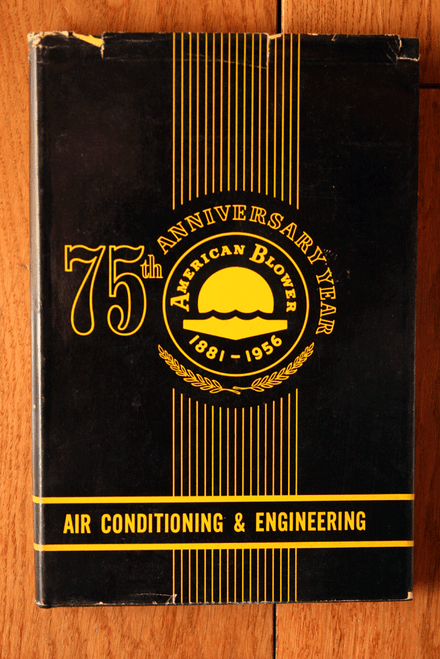 75th ANNIVERSARY YEAR
AMERICAN BLOWER
1881 - 1956
AIR CONDITIONING & ENGINEERING